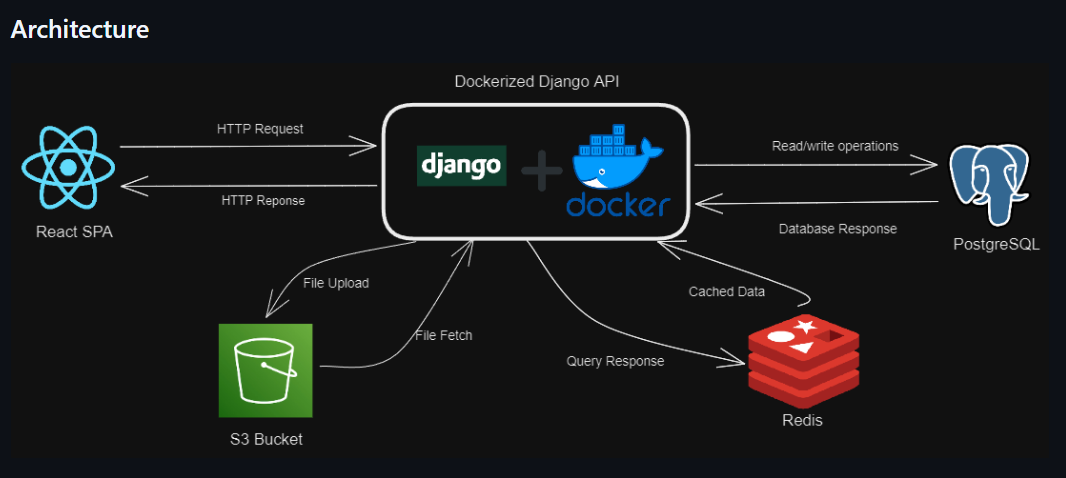 Architecture
Dockerized Django API
HTTP Request
django
docker
Read/write operations
HTTP Reponse
React SPA
Database Response
PostgreSQL
File Upload
Cached Data
File Fetch
Query Response
Redis
S3 Bucket